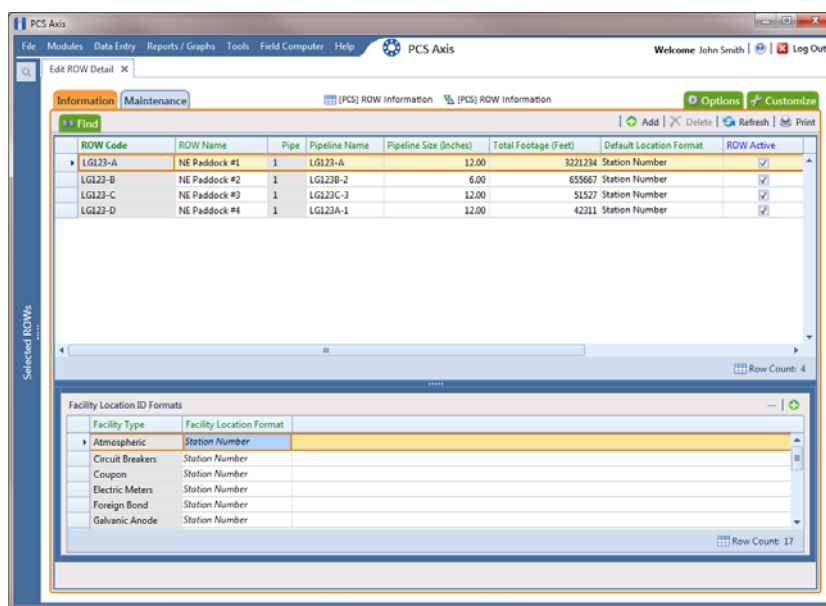 PCS Axis
File Modules Data Entry Reports / Graphs Tools Field Computer Help PCS Axis Welcome John Smith Log Out
Edit ROW Detail X
Information Maintenance [PCS] ROW Information [PCS] ROW Information Options Customize
Find Add Delete Refresh Print
ROW Code ROW Name Pipe Pipeline Name Pipeline Size (Inches) Total Footage (Feet) Default Location Format ROW Active
LG123-A NE Paddock #1 1 LG123-A 12.00 3221234 Station Number
LG123-B NE Paddock #2 1 LG123B-2 6.00 655667 Station Number
LG123-C NE Paddock #3 1 LG123C-3 12.00 51527 Station Number
LG123-D NE Paddock #4 1 LG123A-1 12.00 42311 Station Number
Selected ROWs
Row Count: 4
Facility Location ID Formats
Facility Type Facility Location Format
Atmospheric Station Number
Circuit Breakers Station Number
Coupon Station Number
Electric Meters Station Number
Foreign Bond Station Number
Galvanic Anode Station Number
Row Count: 17